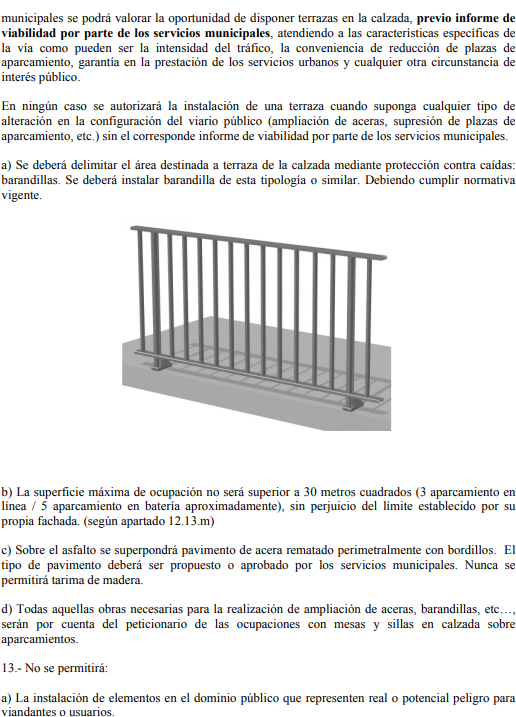 municipales se podrá valorar la oportunidad de disponer terrazas en la calzada, previo informe de
viabilidad por parte de los servicios municipales, atendiendo a las características específicas de
la vía como pueden ser la intensidad del tráfico, la conveniencia de reducción de plazas de
aparcamiento, garantía en la prestación de los servicios urbanos y cualquier otra circunstancia de
interés público.
En ningún caso se autorizará la instalación de una terraza cuando suponga cualquier tipo de
alteración en la configuración del viario público (ampliación de aceras, supresión de plazas de
aparcamiento, etc.) sin el corresponde informe de viabilidad por parte de los servicios municipales.
a) Se deberá delimitar el área destinada a terraza de la calzada mediante protección contra caídas:
barandillas. Se deberá instalar barandilla de esta tipología o similar. Debiendo cumplir normativa
vigente.
b) La superficie máxima de ocupación no será superior a 30 metros cuadrados (3 aparcamiento en
línea / 5 aparcamiento en batería aproximadamente), sin perjuicio del límite establecido por su
propia fachada. (según apartado 12.13.m)
c) Sobre el asfalto se superpondrá pavimento de acera rematado perimetralmente con bordillos. El
tipo de pavimento deberá ser propuesto o aprobado por los servicios municipales. Nunca se
permitirá tarima de madera.
d) Todas aquellas obras necesarias para la realización de ampliación de aceras, barandillas, etc…,
serán por cuenta del peticionario de las ocupaciones con mesas y sillas en calzada sobre
aparcamientos.
13.- No se permitirá:
a) La instalación de elementos en el dominio público que representen real o potencial peligro para
viandantes o usuarios.